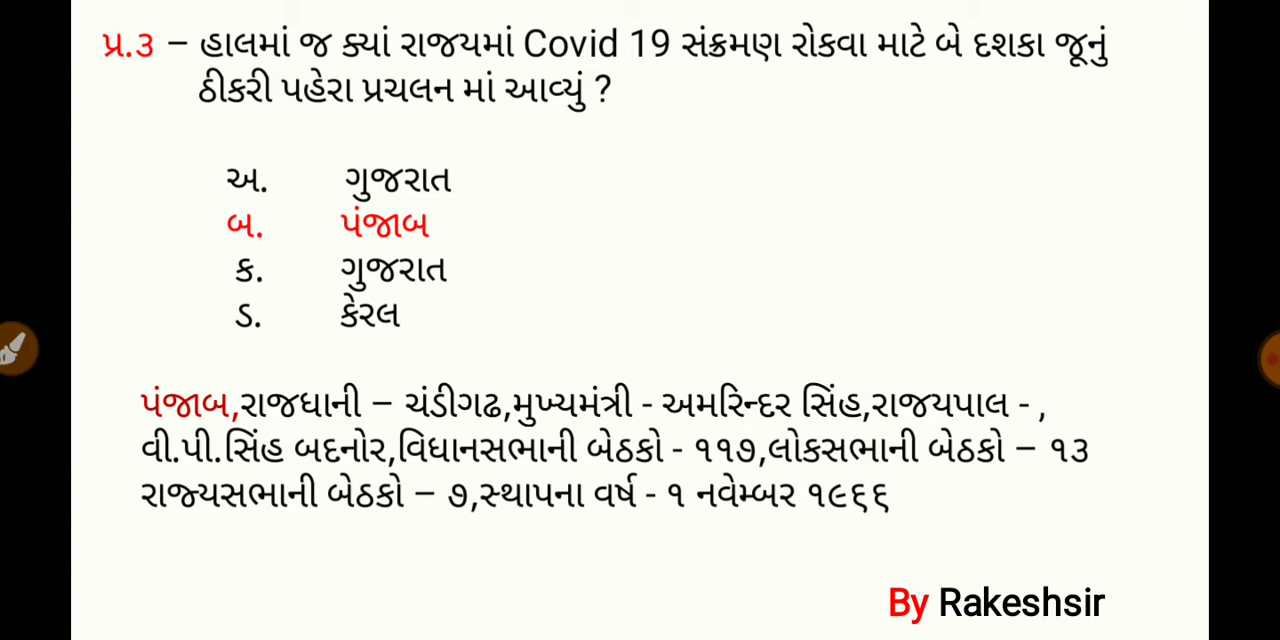 પ્ર.૩ – હાલમાં જ ક્યાં રાજયમાં Covid 19 સંક્રમણ રોકવા માટે બે દશકા જૂનું
ઠીકરી પહેરા પ્રચલન માં આવ્યું ?
અ. ગુજરાત
બ. પંજાબ
ક. ગુજરાત
ડ. કેરલ
પંજાબ,રાજધાની – ચંડીગઢ,મુખ્યમંત્રી - અમરિન્દર સિંહ,રાજયપાલ - ,
વી.પી.સિંહ બદનોર,વિધાનસભાની બેઠકો - ૧૧૭,લોકસભાની બેઠકો – ૧૩
રાજ્યસભાની બેઠકો – ૭,સ્થાપના વર્ષ - ૧ નવેમ્બર ૧૯૬૬
By Rakeshsir